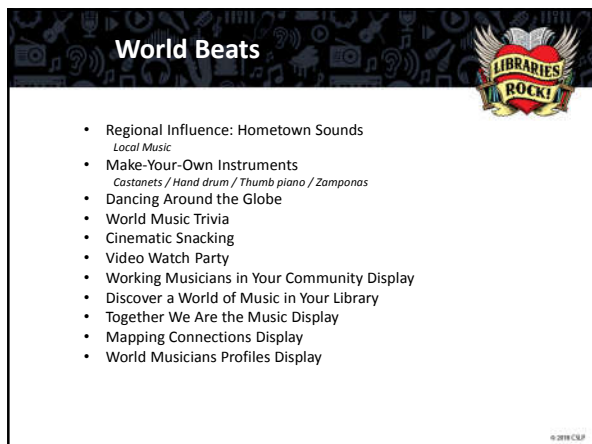 World Beats
LIBRARIES
ROCK!
• Regional Influence: Hometown Sounds
Local Music
• Make-Your-Own Instruments
Castanets / Hand drum / Thumb piano / Zamponas
• Dancing Around the Globe
• World Music Trivia
• Cinematic Snacking
• Video Watch Party
• Working Musicians in Your Community Display
• Discover a World of Music in Your Library
• Together We Are the Music Display
• Mapping Connections Display
• World Musicians Profiles Display
© 2018 CSLP